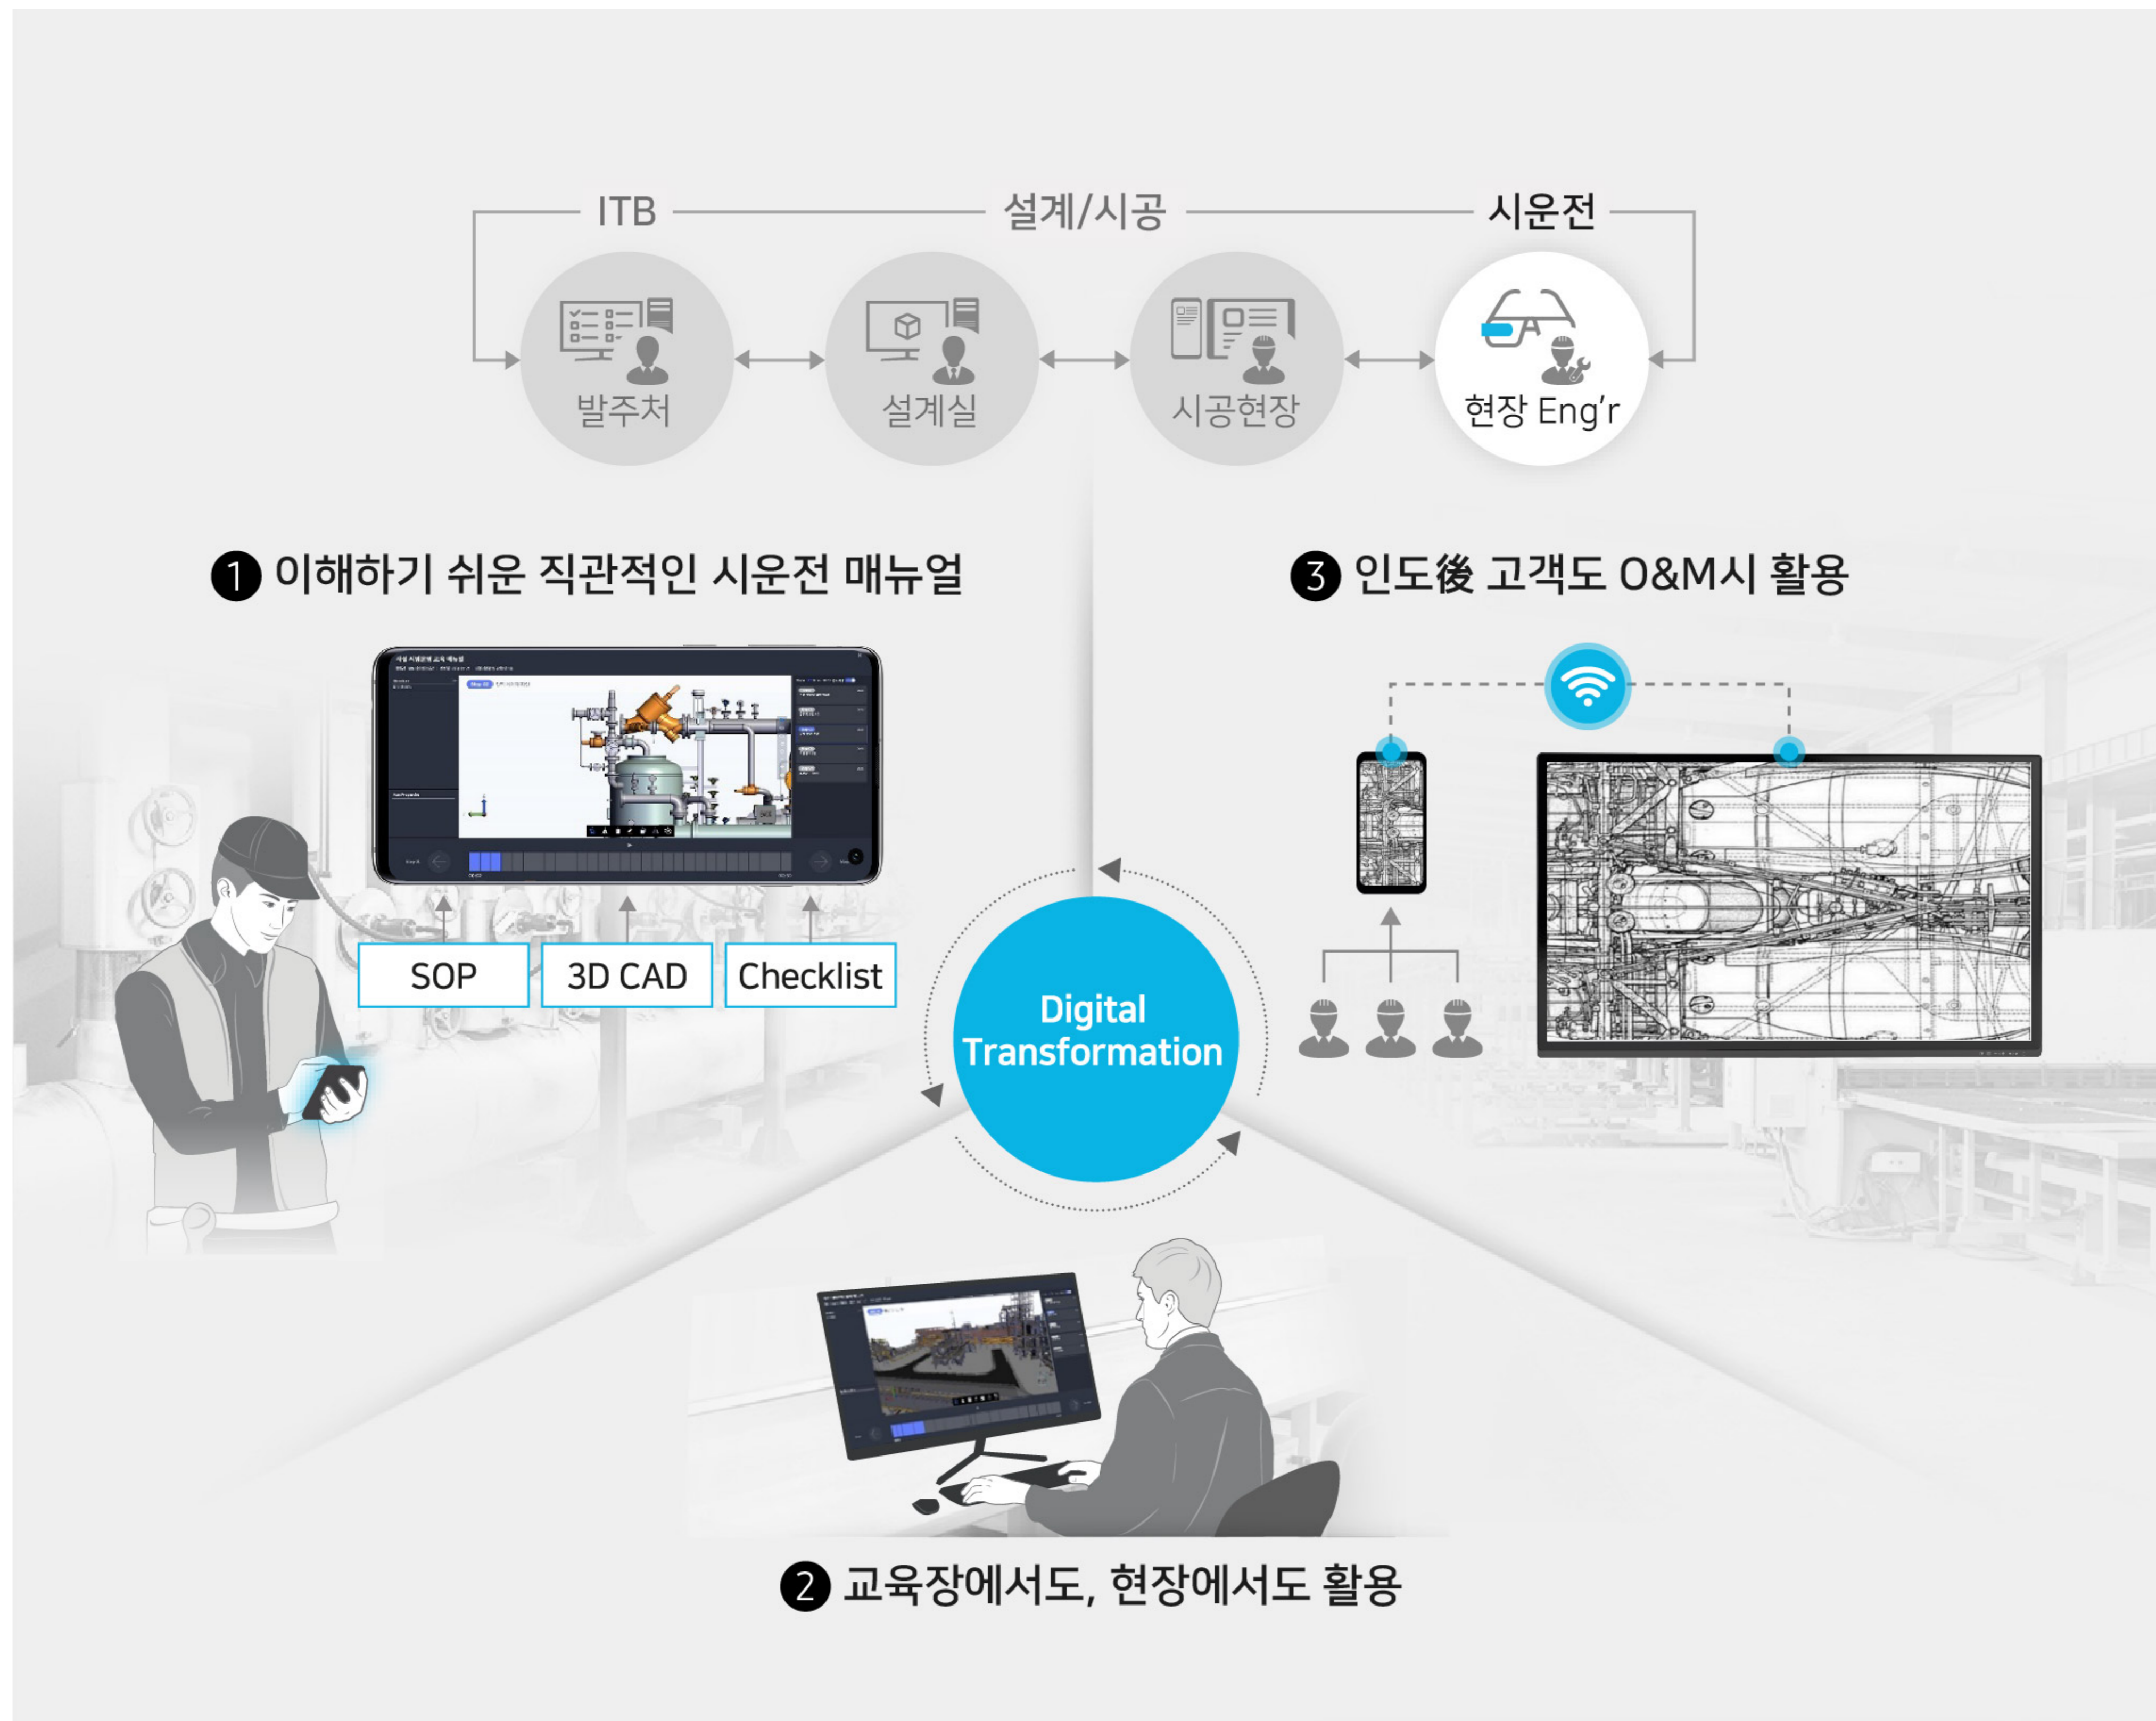 ITB
설계/시공
시운전
발주처
설계실
시공현장
현장 Eng'r
1 이해하기 쉬운 직관적인 시운전 매뉴얼
SOP
3D CAD
Checklist
3 인도後 고객도 O&M시 활용
Digital
Transformation
2 교육장에서도, 현장에서도 활용